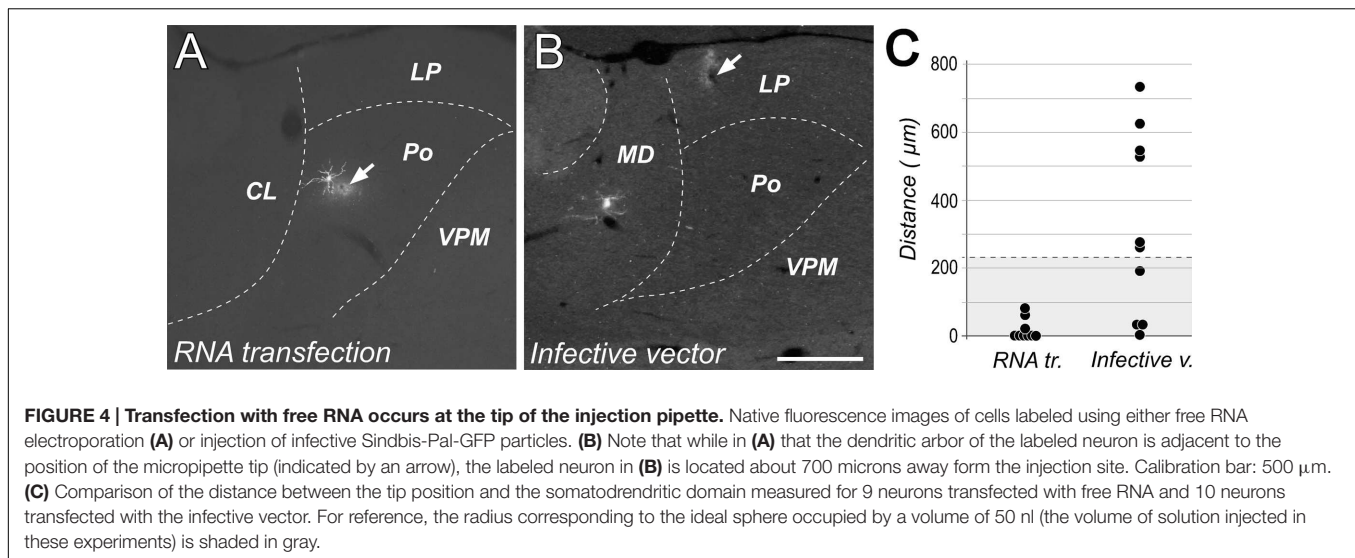 A
LP
Po
CL
VPM
RNA transfection
B
LP
MD
Po
VPM
Infective vector
C
Distance ( μm)
800
600
400
200
0
RNA tr.
Infective v.
FIGURE 4 | Transfection with free RNA occurs at the tip of the injection pipette. Native fluorescence images of cells labeled using either free RNA
electroporation (A) or injection of infective Sindbis-Pal-GFP particles. (B) Note that while in (A) that the dendritic arbor of the labeled neuron is adjacent to the
position of the micropipette tip (indicated by an arrow), the labeled neuron in (B) is located about 700 microns away form the injection site. Calibration bar: 500 μm.
(C) Comparison of the distance between the tip position and the somatodrendritic domain measured for 9 neurons transfected with free RNA and 10 neurons
transfected with the infective vector. For reference, the radius corresponding to the ideal sphere occupied by a volume of 50 nl (the volume of solution injected in
these experiments) is shaded in gray.